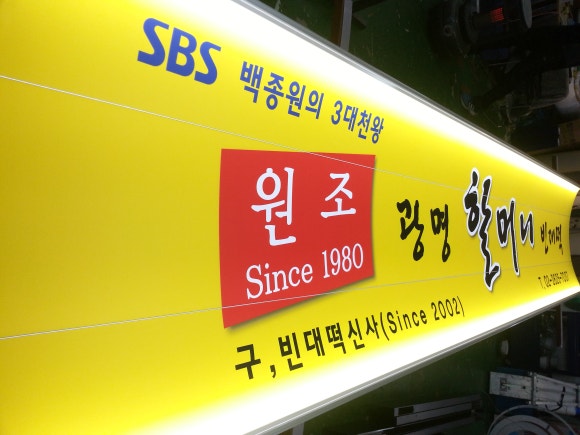 SBS 백종원의 3대천왕
원조
Since 1980
광명 할머니 빈대떡
구,빈대떡신사(Since 2002)